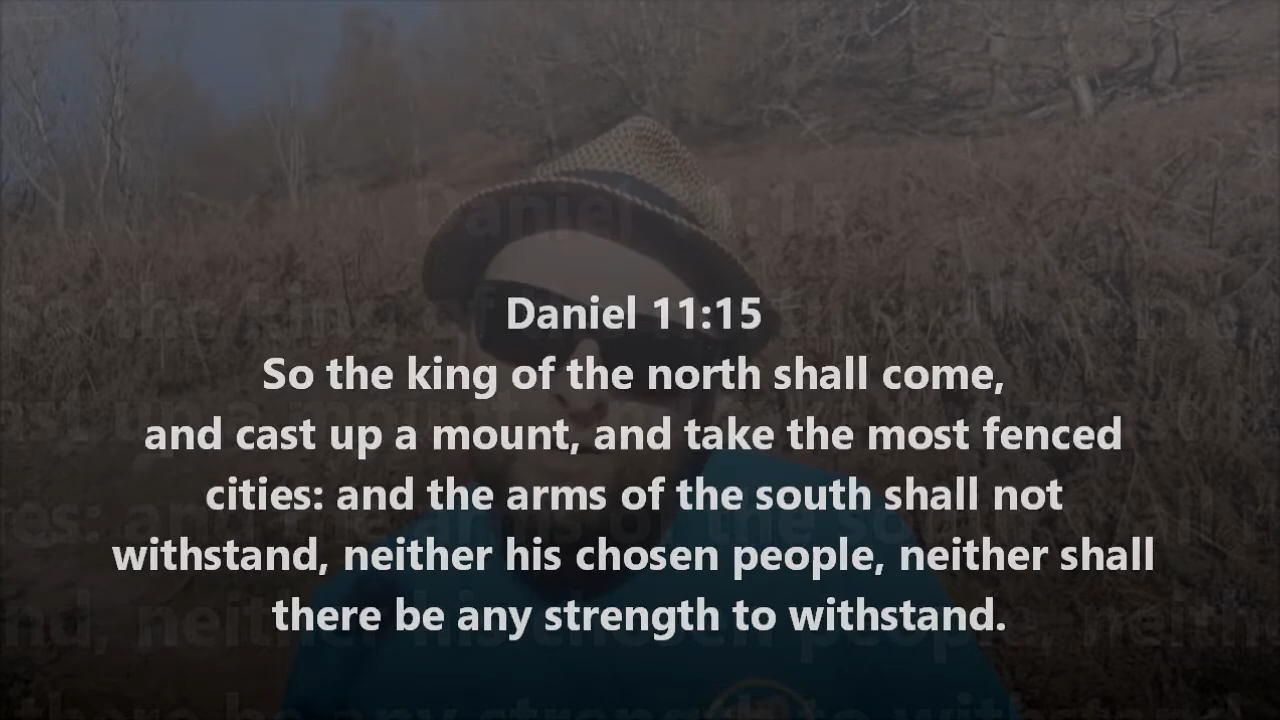 Daniel 11:15
So the king of the north shall come,
and cast up a mount, and take the most fenced
cities: and the arms of the south shall not
withstand, neither his chosen people, neither shall
there be any strength to withstand.